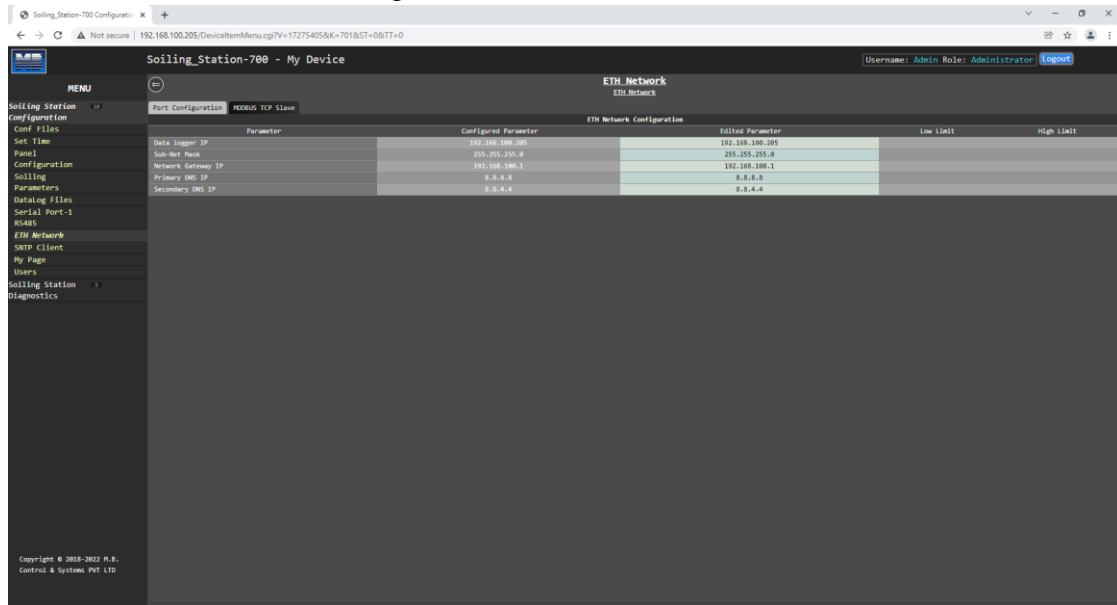 Soiling_Station-700 Configuratio
Not secure
192.168.100.205/DeviceItemMenu.cgi?V=17275405&K=701&ST=0&TT=0
MB
Soiling_Station-700 - My Device
Username: Admin Role: Administrator Logout
MENU
ETH Network
ETH Network
Soiling Station
Configuration
Port Configuration MODBUS TCP Slave
ETH Network Configuration
Conf Files
Parameter Configured Parameter Edited Parameter Low Limit High Limit
Set Time
Data logger IP 192.168.100.205 192.168.100.205
Panel
Sub-Net Mask 255.255.255.0 255.255.255.0
Configuration
Network Gateway IP 192.168.100.1 192.168.100.1
Soiling
Primary DNS IP 8.8.8.8 8.8.8.8
Parameters
Secondary DNS IP 8.8.4.4 8.8.4.4
DataLog Files
Serial Port-1
RS485
ETH Network
SNTP Client
My Page
Users
Soiling Station
Diagnostics
Copyright © 2018-2022 M.B.
Control & Systems PVT LTD